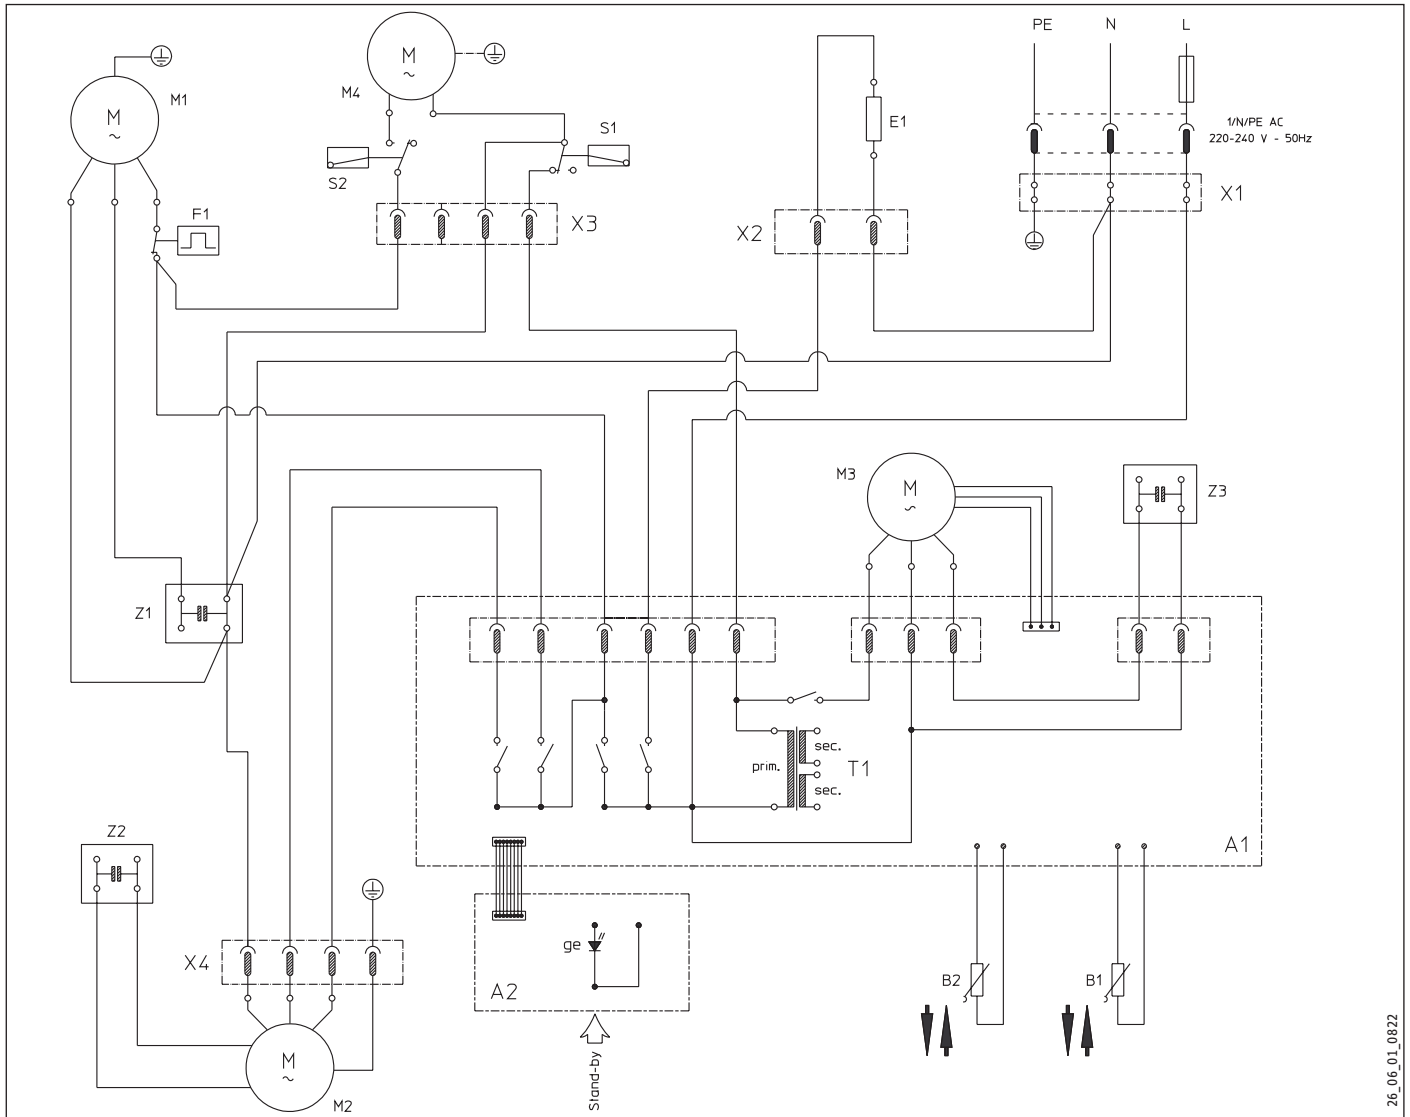 PE N L
M
~
M1
M
~
M4
1/N/PE AC
220-240 V - 50Hz
E1
S1
S2
X1
F1
X3
X2
M3
M
~
Z3
Z1
sec.
prim.
T1
sec.
Z2
A1
ge
X4
A2
B2
B1
Stand-by
M
~
M2
26_06_01_0822